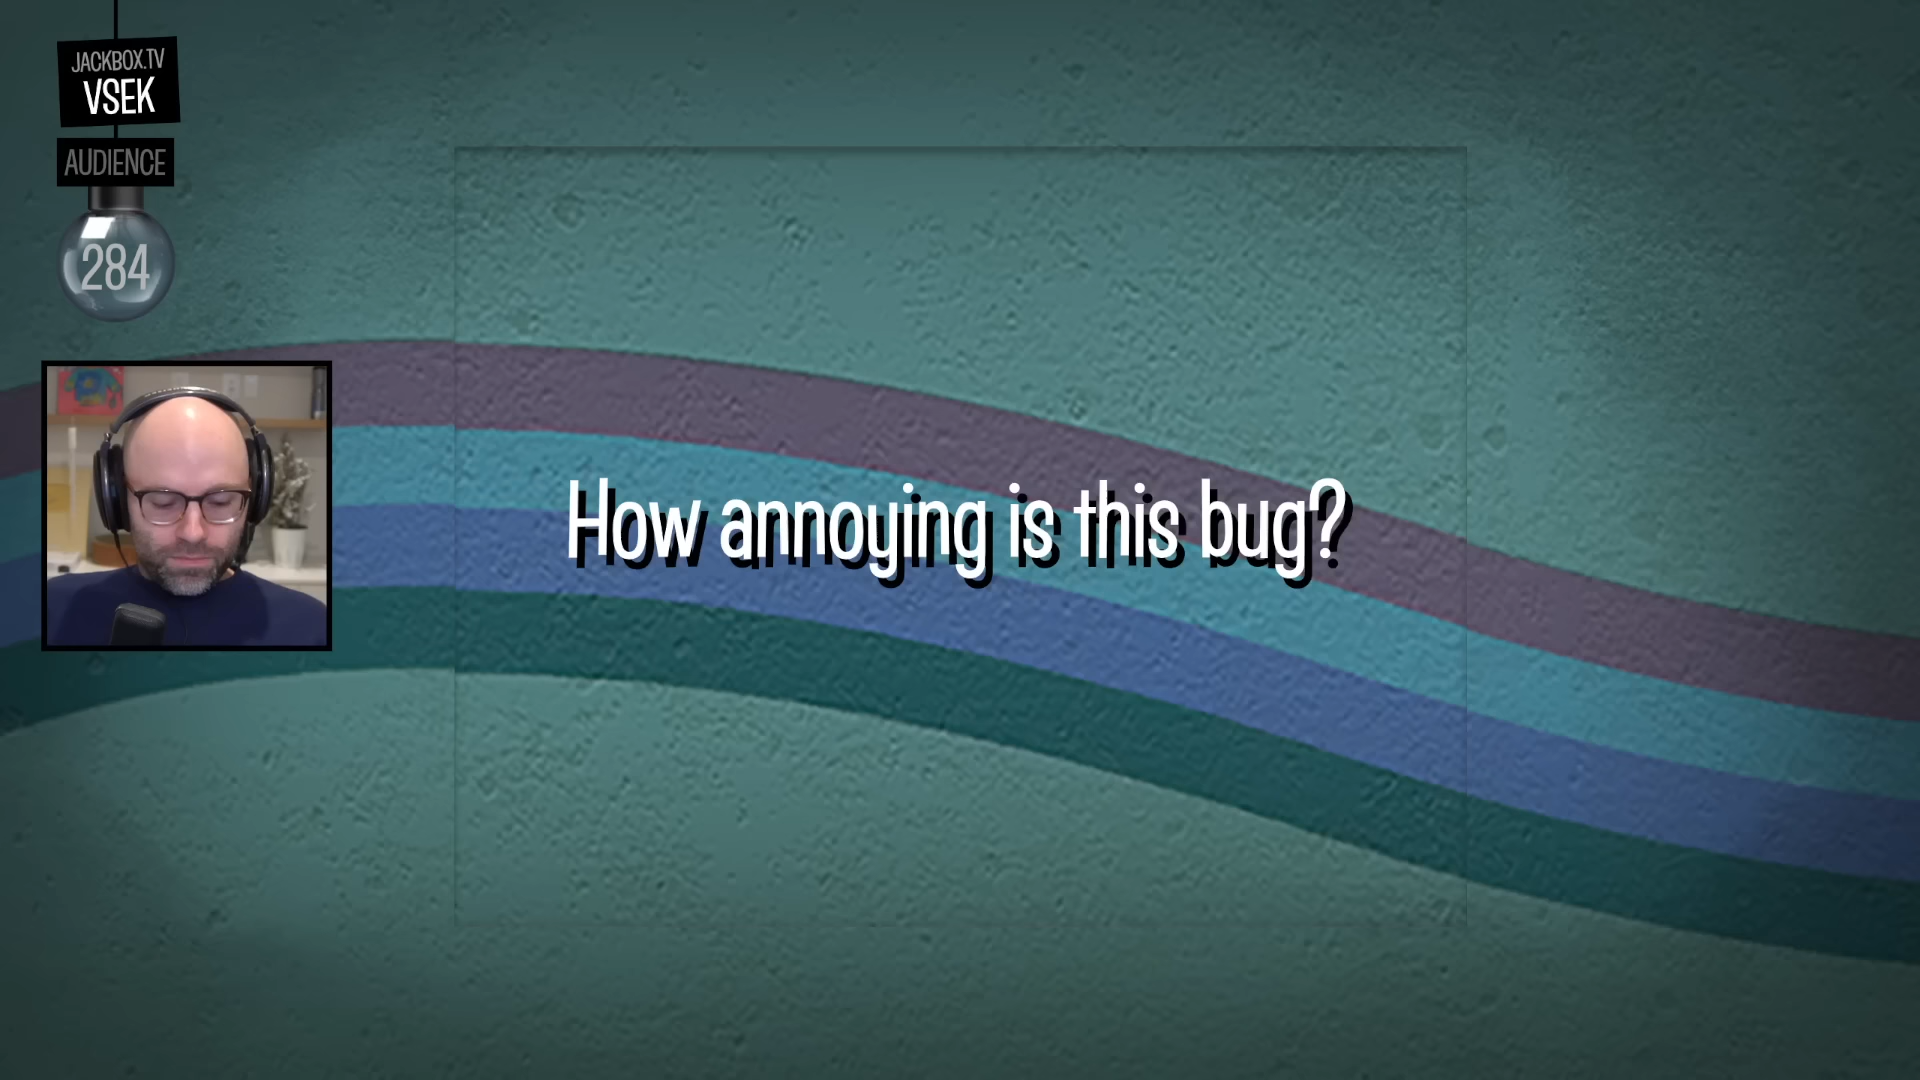 JACKBOX.TV
VSEK
AUDIENCE
284
How annoying is this bug?